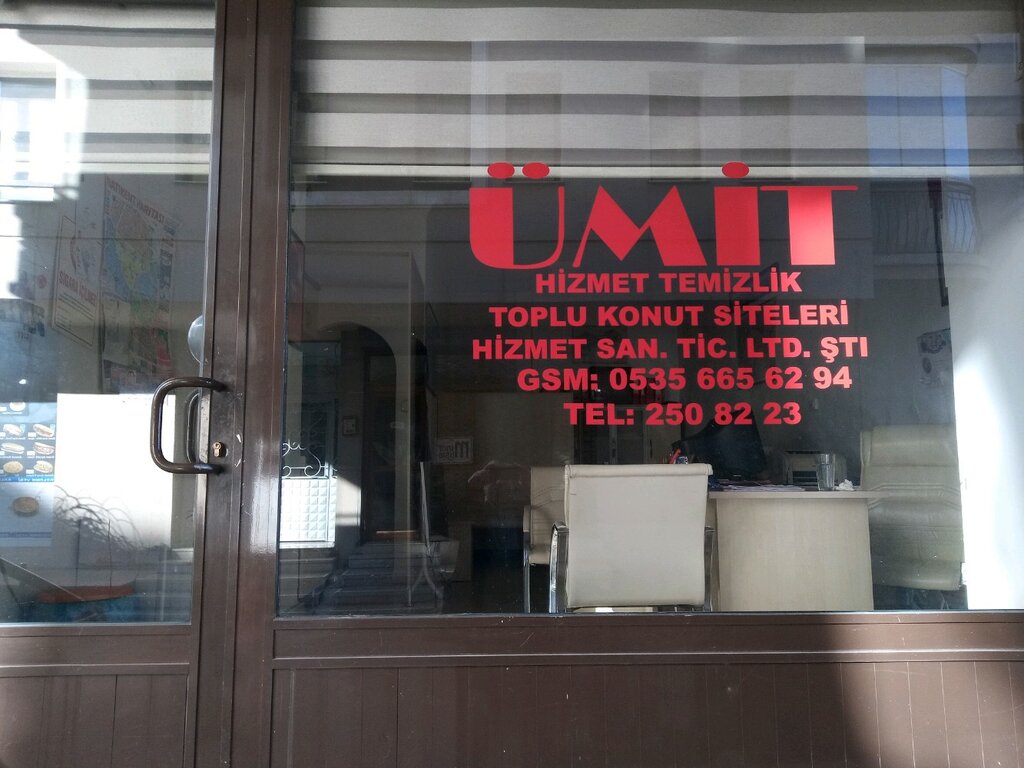 ÜMİT
HİZMET TEMİZLİK
TOPLU KONUT SİTELERİ
HİZMET SAN. TİC. LTD. ŞTI
GSM: 0535 665 62 94
TEL: 250 82 23